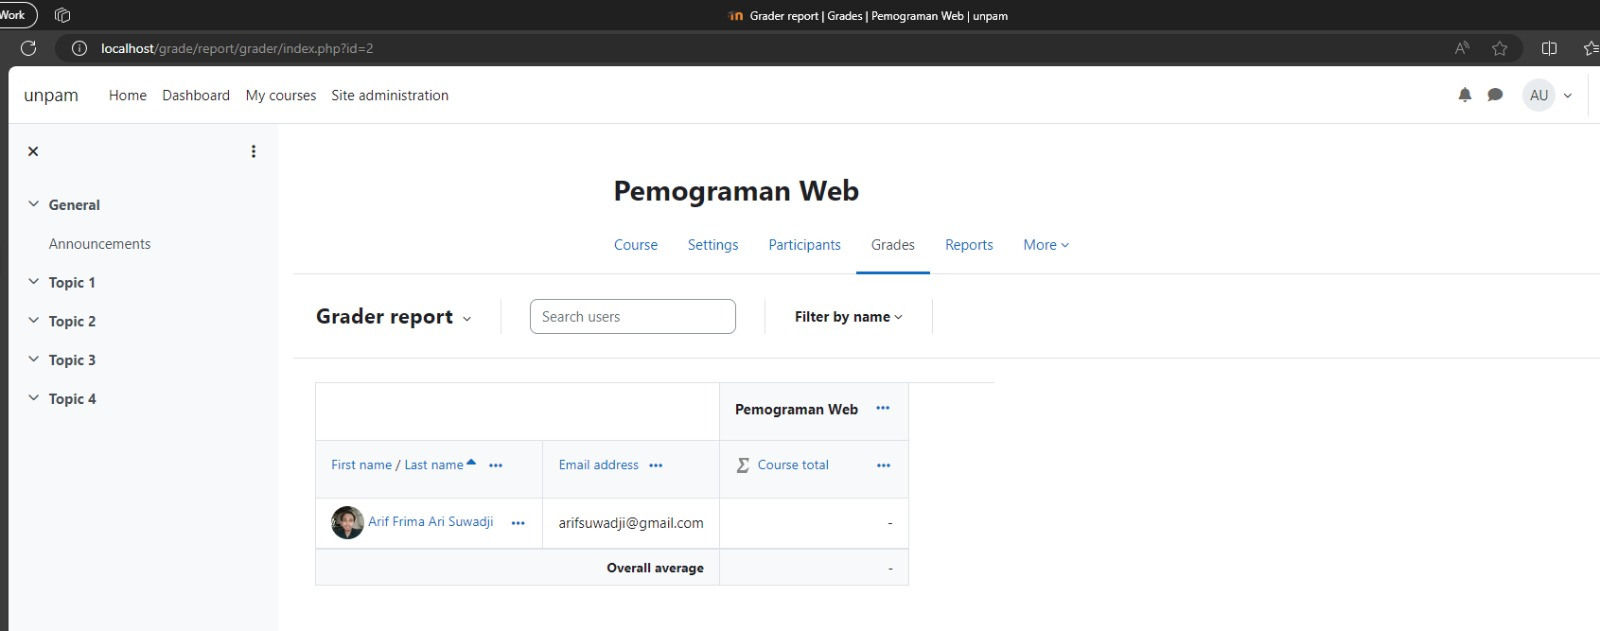 Work
Grader report | Grades | Pemograman Web | unpam
localhost/grade/report/grader/index.php?id=2
unpam Home Dashboard My courses Site administration AU
General
Announcements
Topic 1
Topic 2
Topic 3
Topic 4
Pemograman Web
Course Settings Participants Grades Reports More
Grader report Search users Filter by name
Pemograman Web
First name / Last name Email address Σ Course total
Arif Frima Ari Suwadji arifsuwadji@gmail.com -
Overall average -